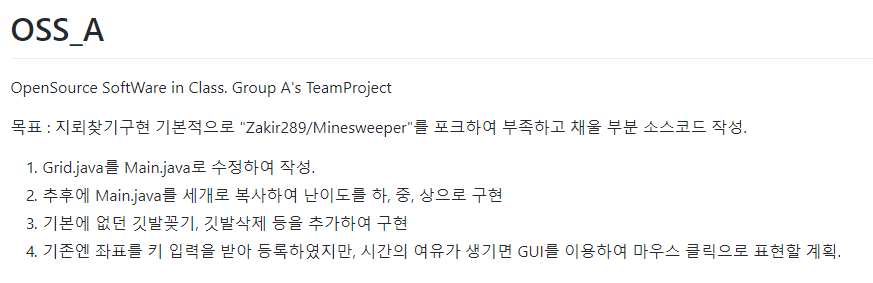 OSS_A
OpenSource SoftWare in Class. Group A's TeamProject
목표 : 지뢰찾기구현 기본적으로 "Zakir289/Minesweeper"를 포크하여 부족하고 채울 부분 소스코드 작성.
1. Grid.java를 Main.java로 수정하여 작성.
2. 추후에 Main.java를 세개로 복사하여 난이도를 하, 중, 상으로 구현
3. 기본에 없던 깃발꽂기, 깃발삭제 등을 추가하여 구현
4. 기존엔 좌표를 키 입력을 받아 등록하였지만, 시간의 여유가 생기면 GUI를 이용하여 마우스 클릭으로 표현할 계획.